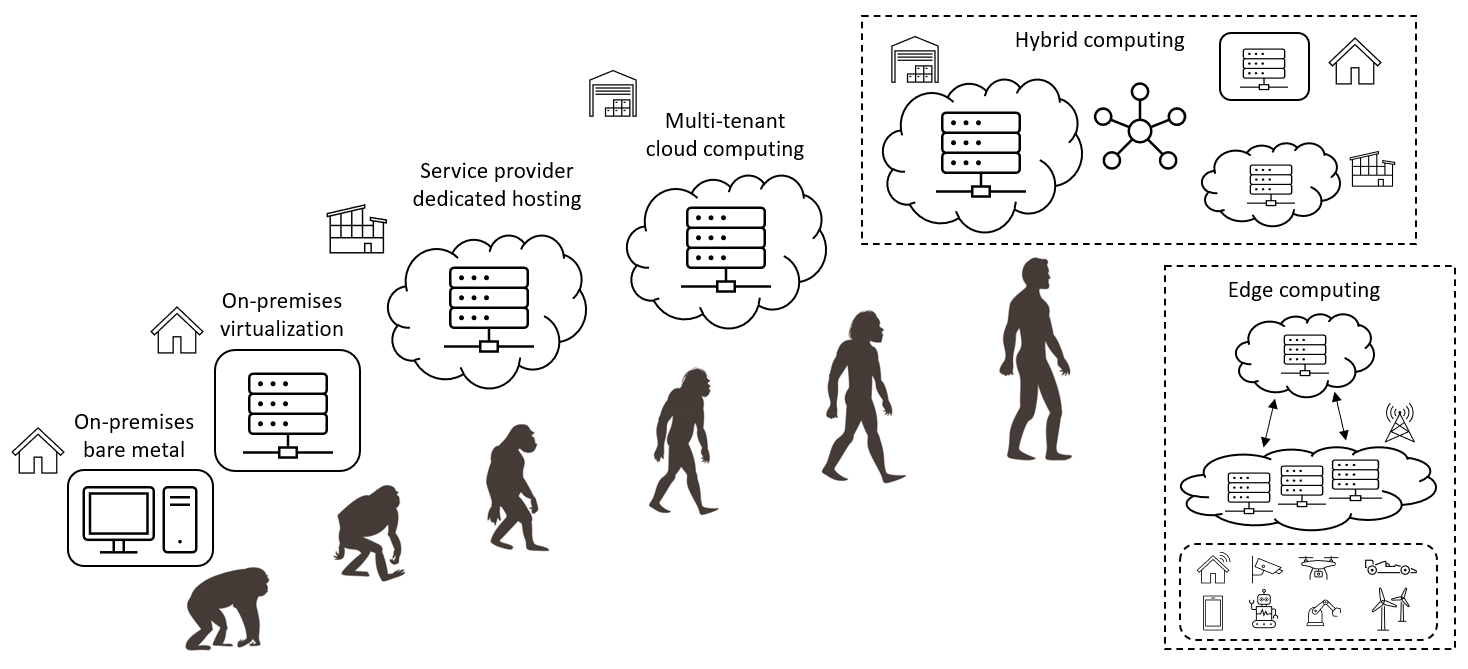 On-premises
bare metal
On-premises
virtualization
Service provider
dedicated hosting
Multi-tenant
cloud computing
Hybrid computing
Edge computing